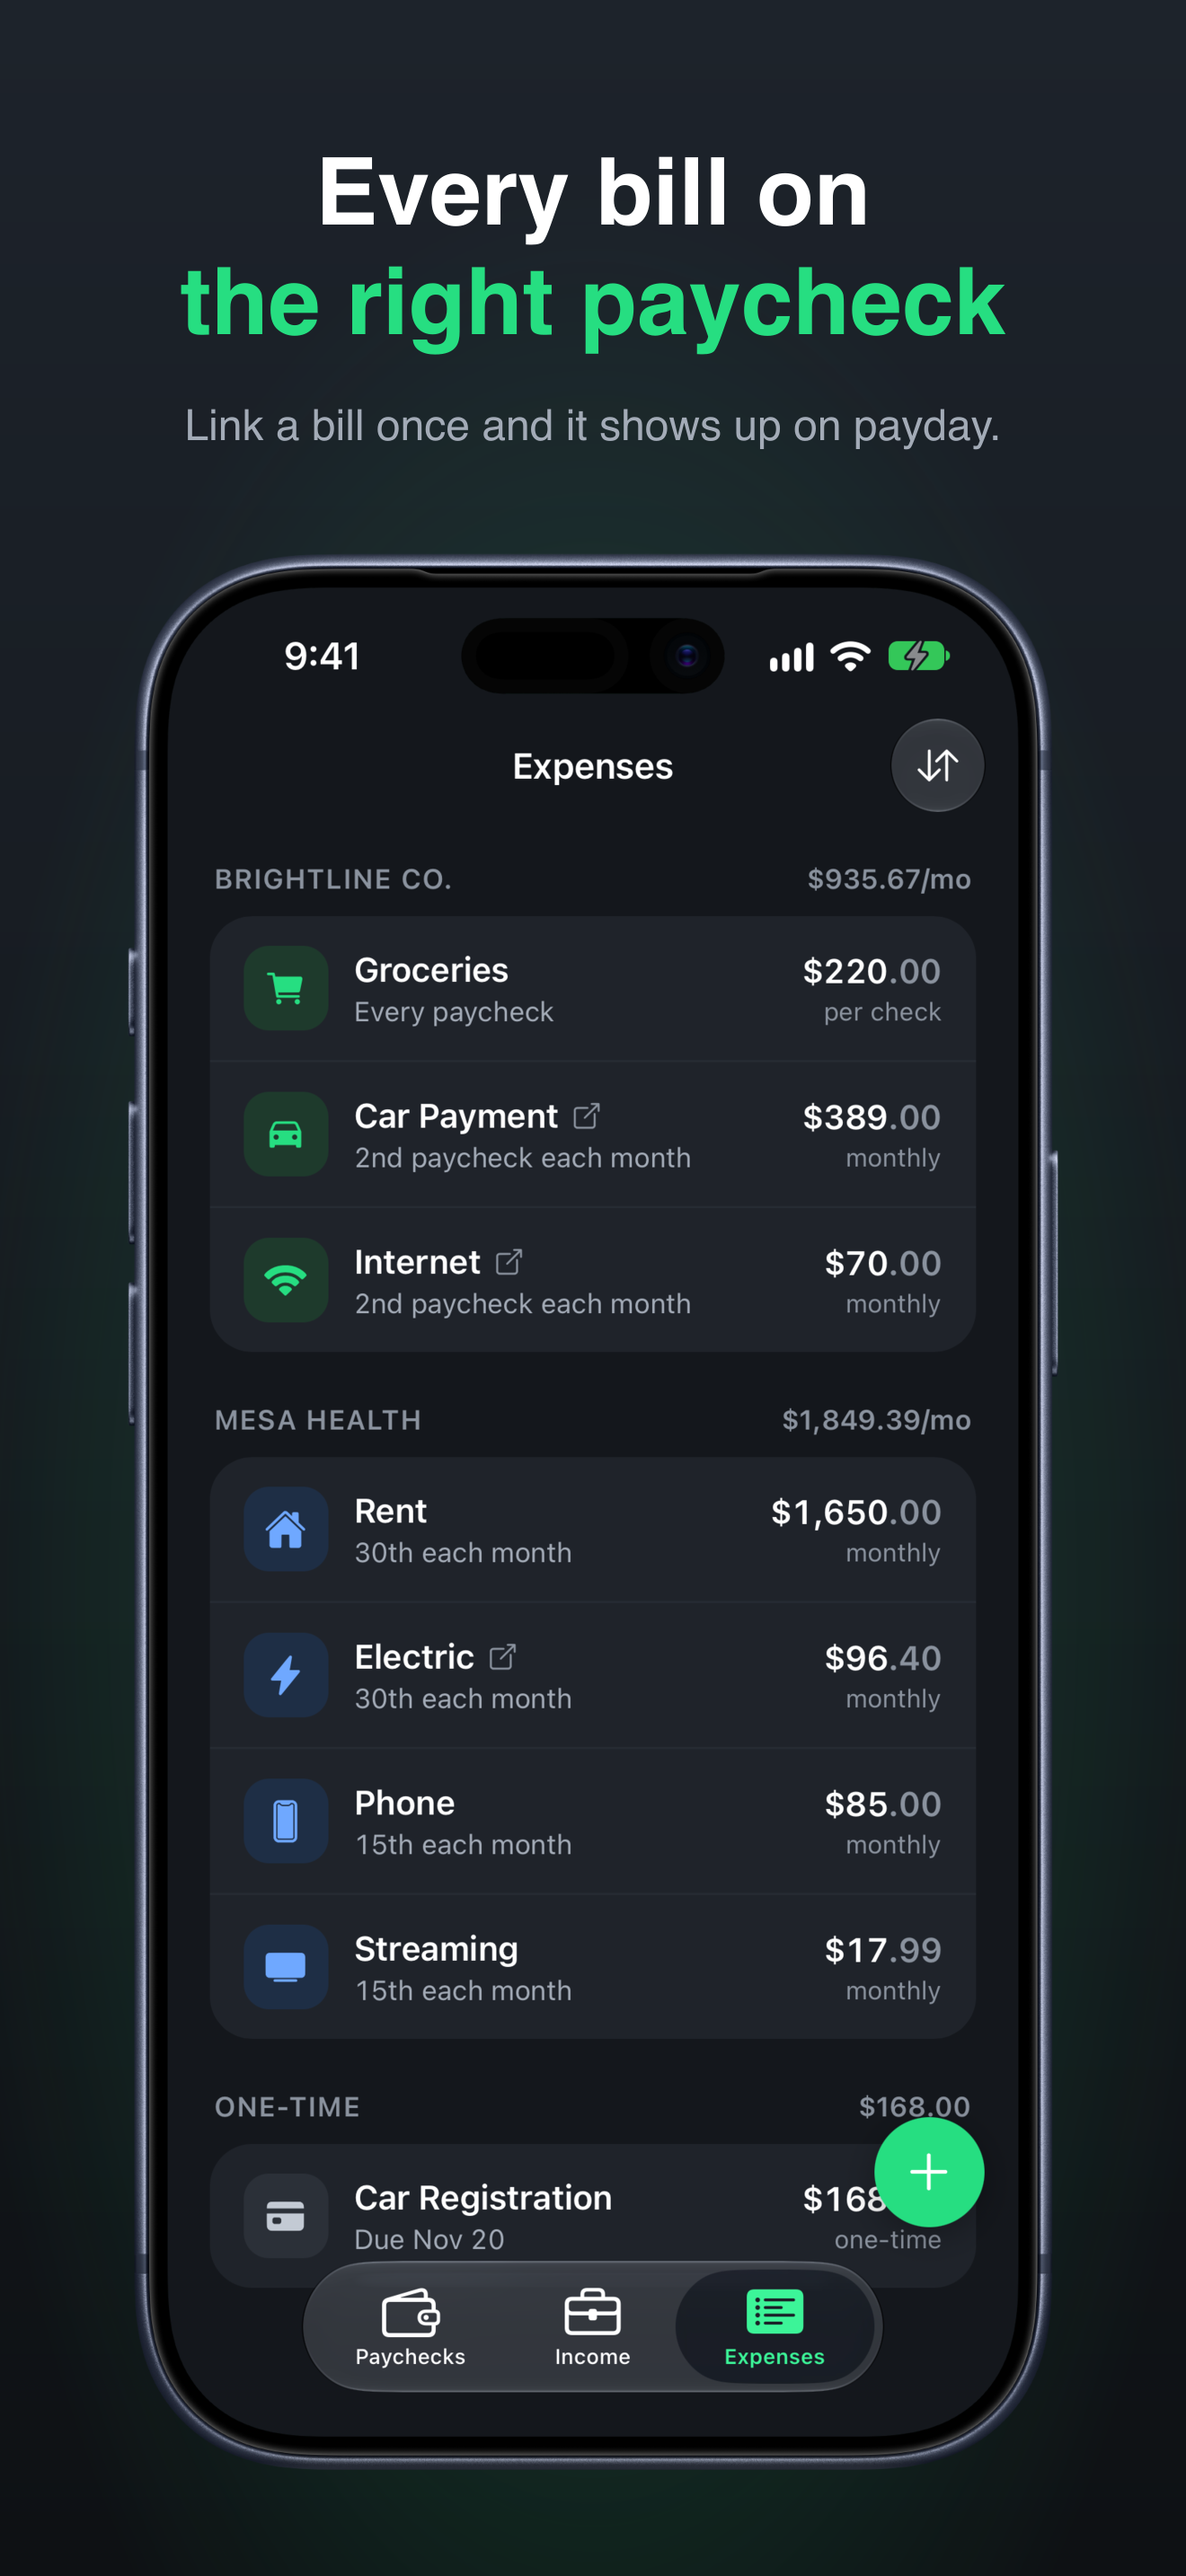 Every bill on
the right paycheck
Link a bill once and it shows up on payday.
9:41
Expenses
BRIGHTLINE CO. $935.67/mo
Groceries $220.00
Every paycheck per check
Car Payment $389.00
2nd paycheck each month monthly
Internet $70.00
2nd paycheck each month monthly
MESA HEALTH $1,849.39/mo
Rent $1,650.00
30th each month monthly
Electric $96.40
30th each month monthly
Phone $85.00
15th each month monthly
Streaming $17.99
15th each month monthly
ONE-TIME $168.00
Car Registration $168
Due Nov 20 one-time
Paychecks Income Expenses